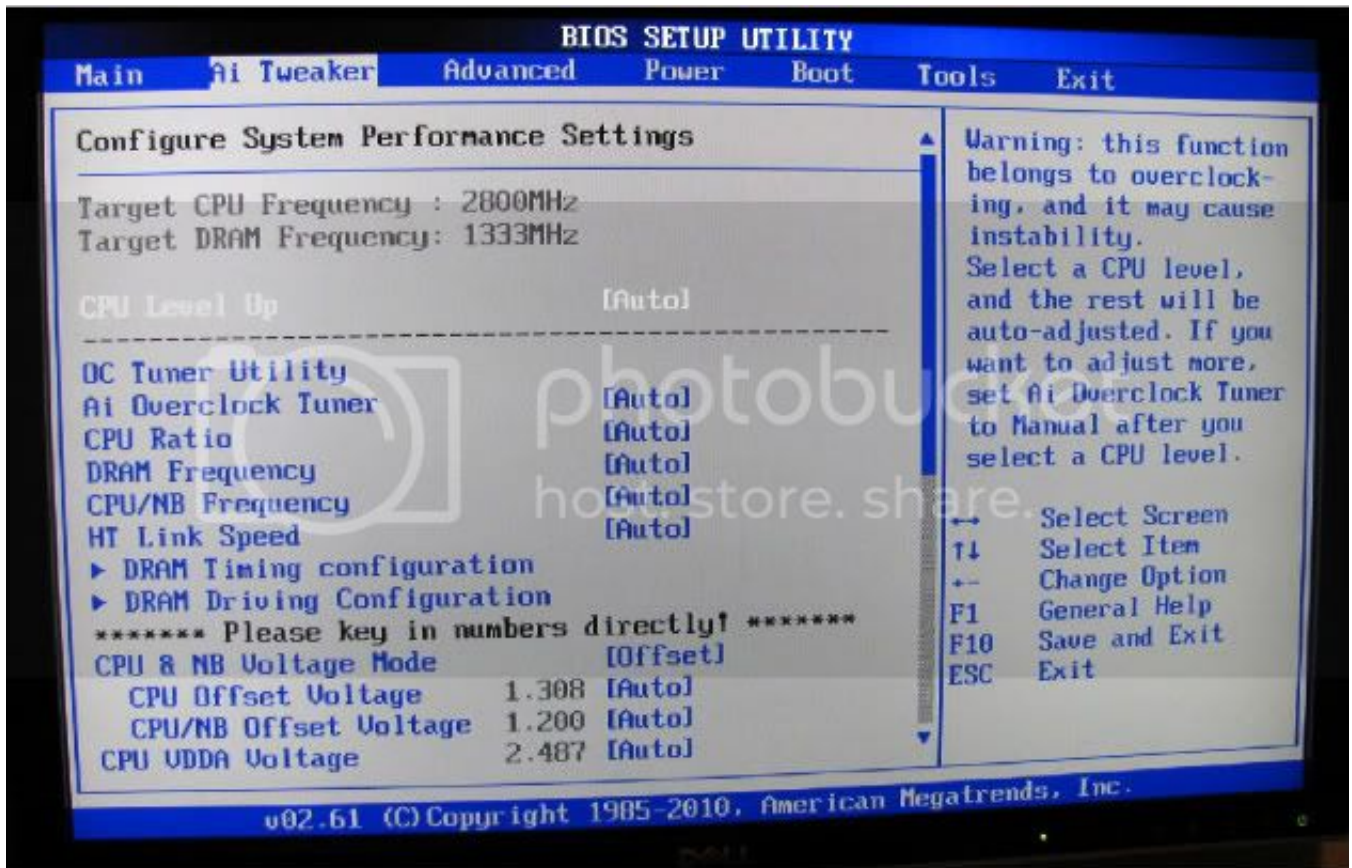 BIOS SETUP UTILITY
Main Ai Tweaker Advanced Power Boot Tools Exit
Configure System Performance Settings
Target CPU Frequency : 2800MHz
Target DRAM Frequency: 1333MHz
CPU Level Up [Auto]
OC Tuner Utility
Ai Overclock Tuner [Auto]
CPU Ratio [Auto]
DRAM Frequency [Auto]
CPU/NB Frequency [Auto]
HT Link Speed [Auto]
▶ DRAM Timing configuration
▶ DRAM Driving Configuration
******* Please key in numbers directly! *******
CPU & NB Voltage Mode [Offset]
CPU Offset Voltage 1.308 [Auto]
CPU/NB Offset Voltage 1.200 [Auto]
CPU VDDA Voltage 2.487 [Auto]
Warning: this function
belongs to overclock-
ing, and it may cause
instability.
Select a CPU level,
and the rest will be
auto-adjusted. If you
want to adjust more,
set Ai Overclock Tuner
to Manual after you
select a CPU level.
↔ Select Screen
↑↓ Select Item
+- Change Option
F1 General Help
F10 Save and Exit
ESC Exit
v02.61 (C)Copyright 1985-2010, American Megatrends, Inc.
DELL
photobucket
host. store. share.